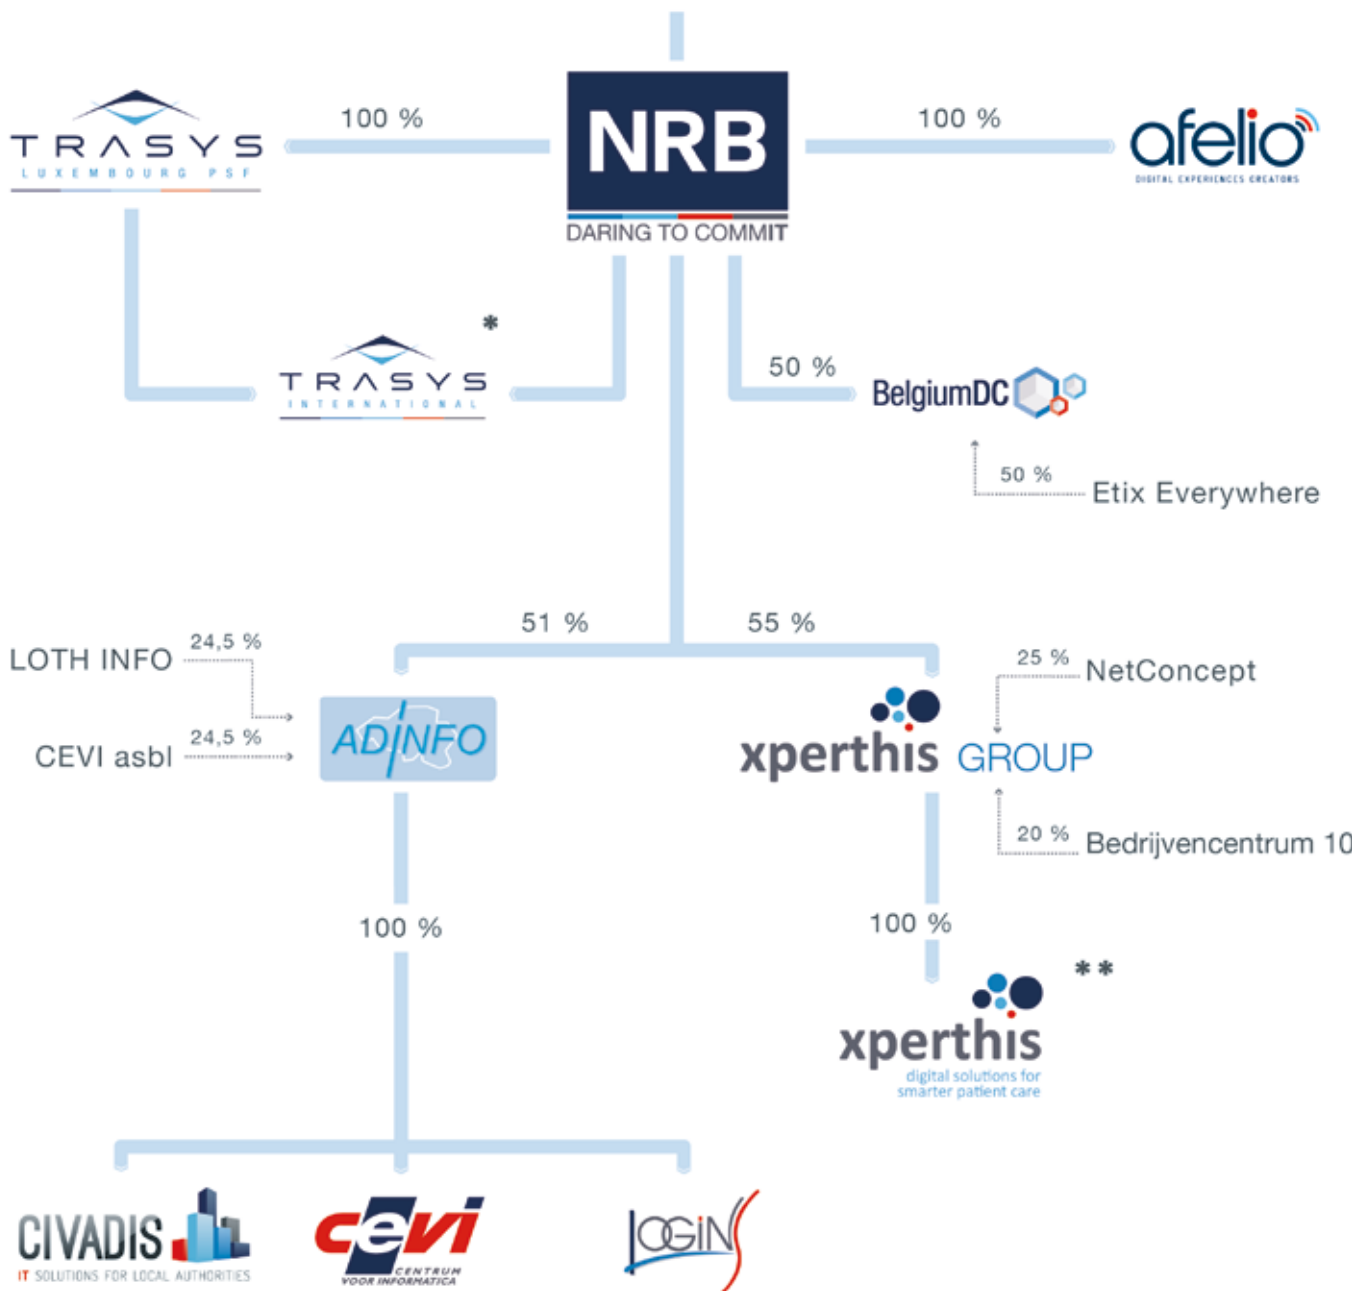 NRB
DARING TO COMMIT
TRASYS
LUXEMBOURG PSF
100 %
100 %
afelio
DIGITAL EXPERIENCES CREATORS
*
TRASYS
INTERNATIONAL
50 %
BelgiumDC
50 %
Etix Everywhere
51 %
55 %
LOTH INFO
24,5 %
CEVI asbl
24,5 %
ADINFO
25 %
NetConcept
xperthis GROUP
20 %
Bedrijvencentrum 10
100 %
100 %
**
xperthis
digital solutions for
smarter patient care
CIVADIS
IT SOLUTIONS FOR LOCAL AUTHORITIES
cevi
CENTRUM
VOOR INFORMATICA
LOGINS